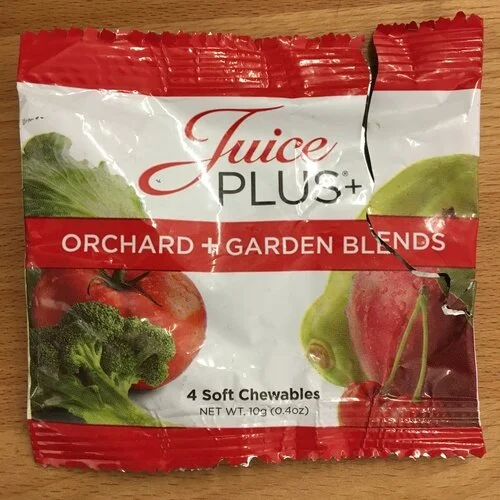 Juice
PLUS®+
ORCHARD + GARDEN BLENDS
4 Soft Chewables
NET WT. 10g (0.4oz)